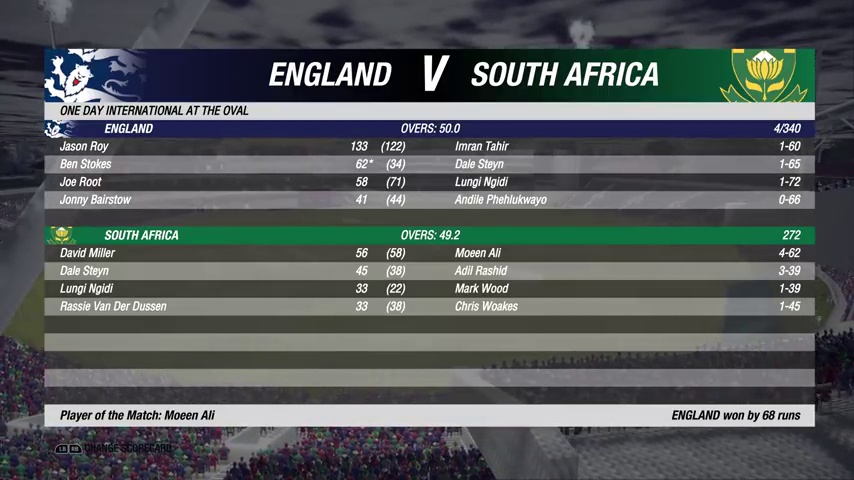 ENGLAND V SOUTH AFRICA
ONE DAY INTERNATIONAL AT THE OVAL
ENGLAND OVERS: 50.0 4/340
Jason Roy 133 (122) Imran Tahir 1-60
Ben Stokes 62* (34) Dale Steyn 1-65
Joe Root 58 (71) Lungi Ngidi 1-72
Jonny Bairstow 41 (44) Andile Phehlukwayo 0-66
SOUTH AFRICA OVERS: 49.2 272
David Miller 56 (58) Moeen Ali 4-62
Dale Steyn 45 (38) Adil Rashid 3-39
Lungi Ngidi 33 (22) Mark Wood 1-39
Rassie Van Der Dussen 33 (38) Chris Woakes 1-45
Player of the Match: Moeen Ali ENGLAND won by 68 runs
CHANGE SCORECARD